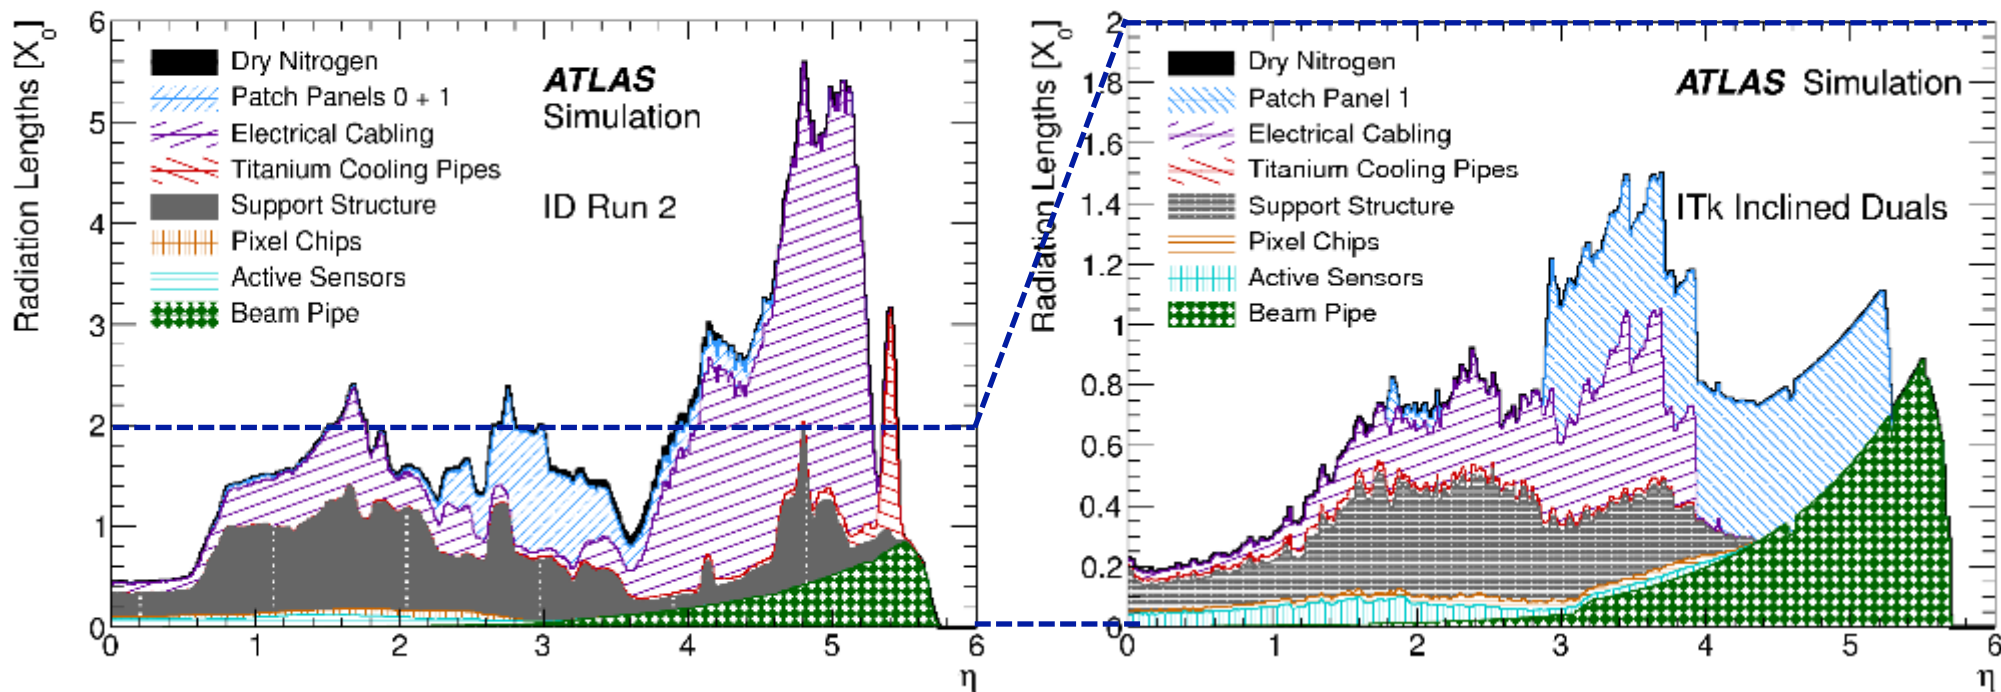 Radiation Lengths [X0]
6
5
4
3
2
1
0
Dry Nitrogen
Patch Panels 0 + 1
Electrical Cabling
Titanium Cooling Pipes
Support Structure
Pixel Chips
Active Sensors
Beam Pipe
ATLAS
Simulation
ID Run 2
0 1 2 3 4 5 6
η
Radiation Lengths [X0]
2
1.8
1.6
1.4
1.2
1
0.8
0.6
0.4
0.2
0
Dry Nitrogen
Patch Panel 1
Electrical Cabling
Titanium Cooling Pipes
Support Structure
Pixel Chips
Active Sensors
Beam Pipe
ATLAS Simulation
ITk Inclined Duals
0 1 2 3 4 5 6
η